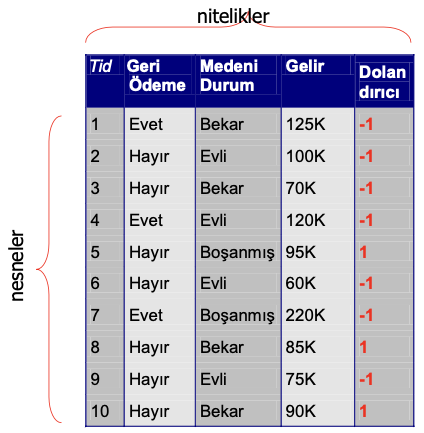 nitelikler
nesneler
Tid Geri Ödeme Medeni Durum Gelir Dolan dırıcı
1 Evet Bekar 125K -1
2 Hayır Evli 100K -1
3 Hayır Bekar 70K -1
4 Evet Evli 120K -1
5 Hayır Boşanmış 95K 1
6 Hayır Evli 60K -1
7 Evet Boşanmış 220K -1
8 Hayır Bekar 85K 1
9 Hayır Evli 75K -1
10 Hayır Bekar 90K 1